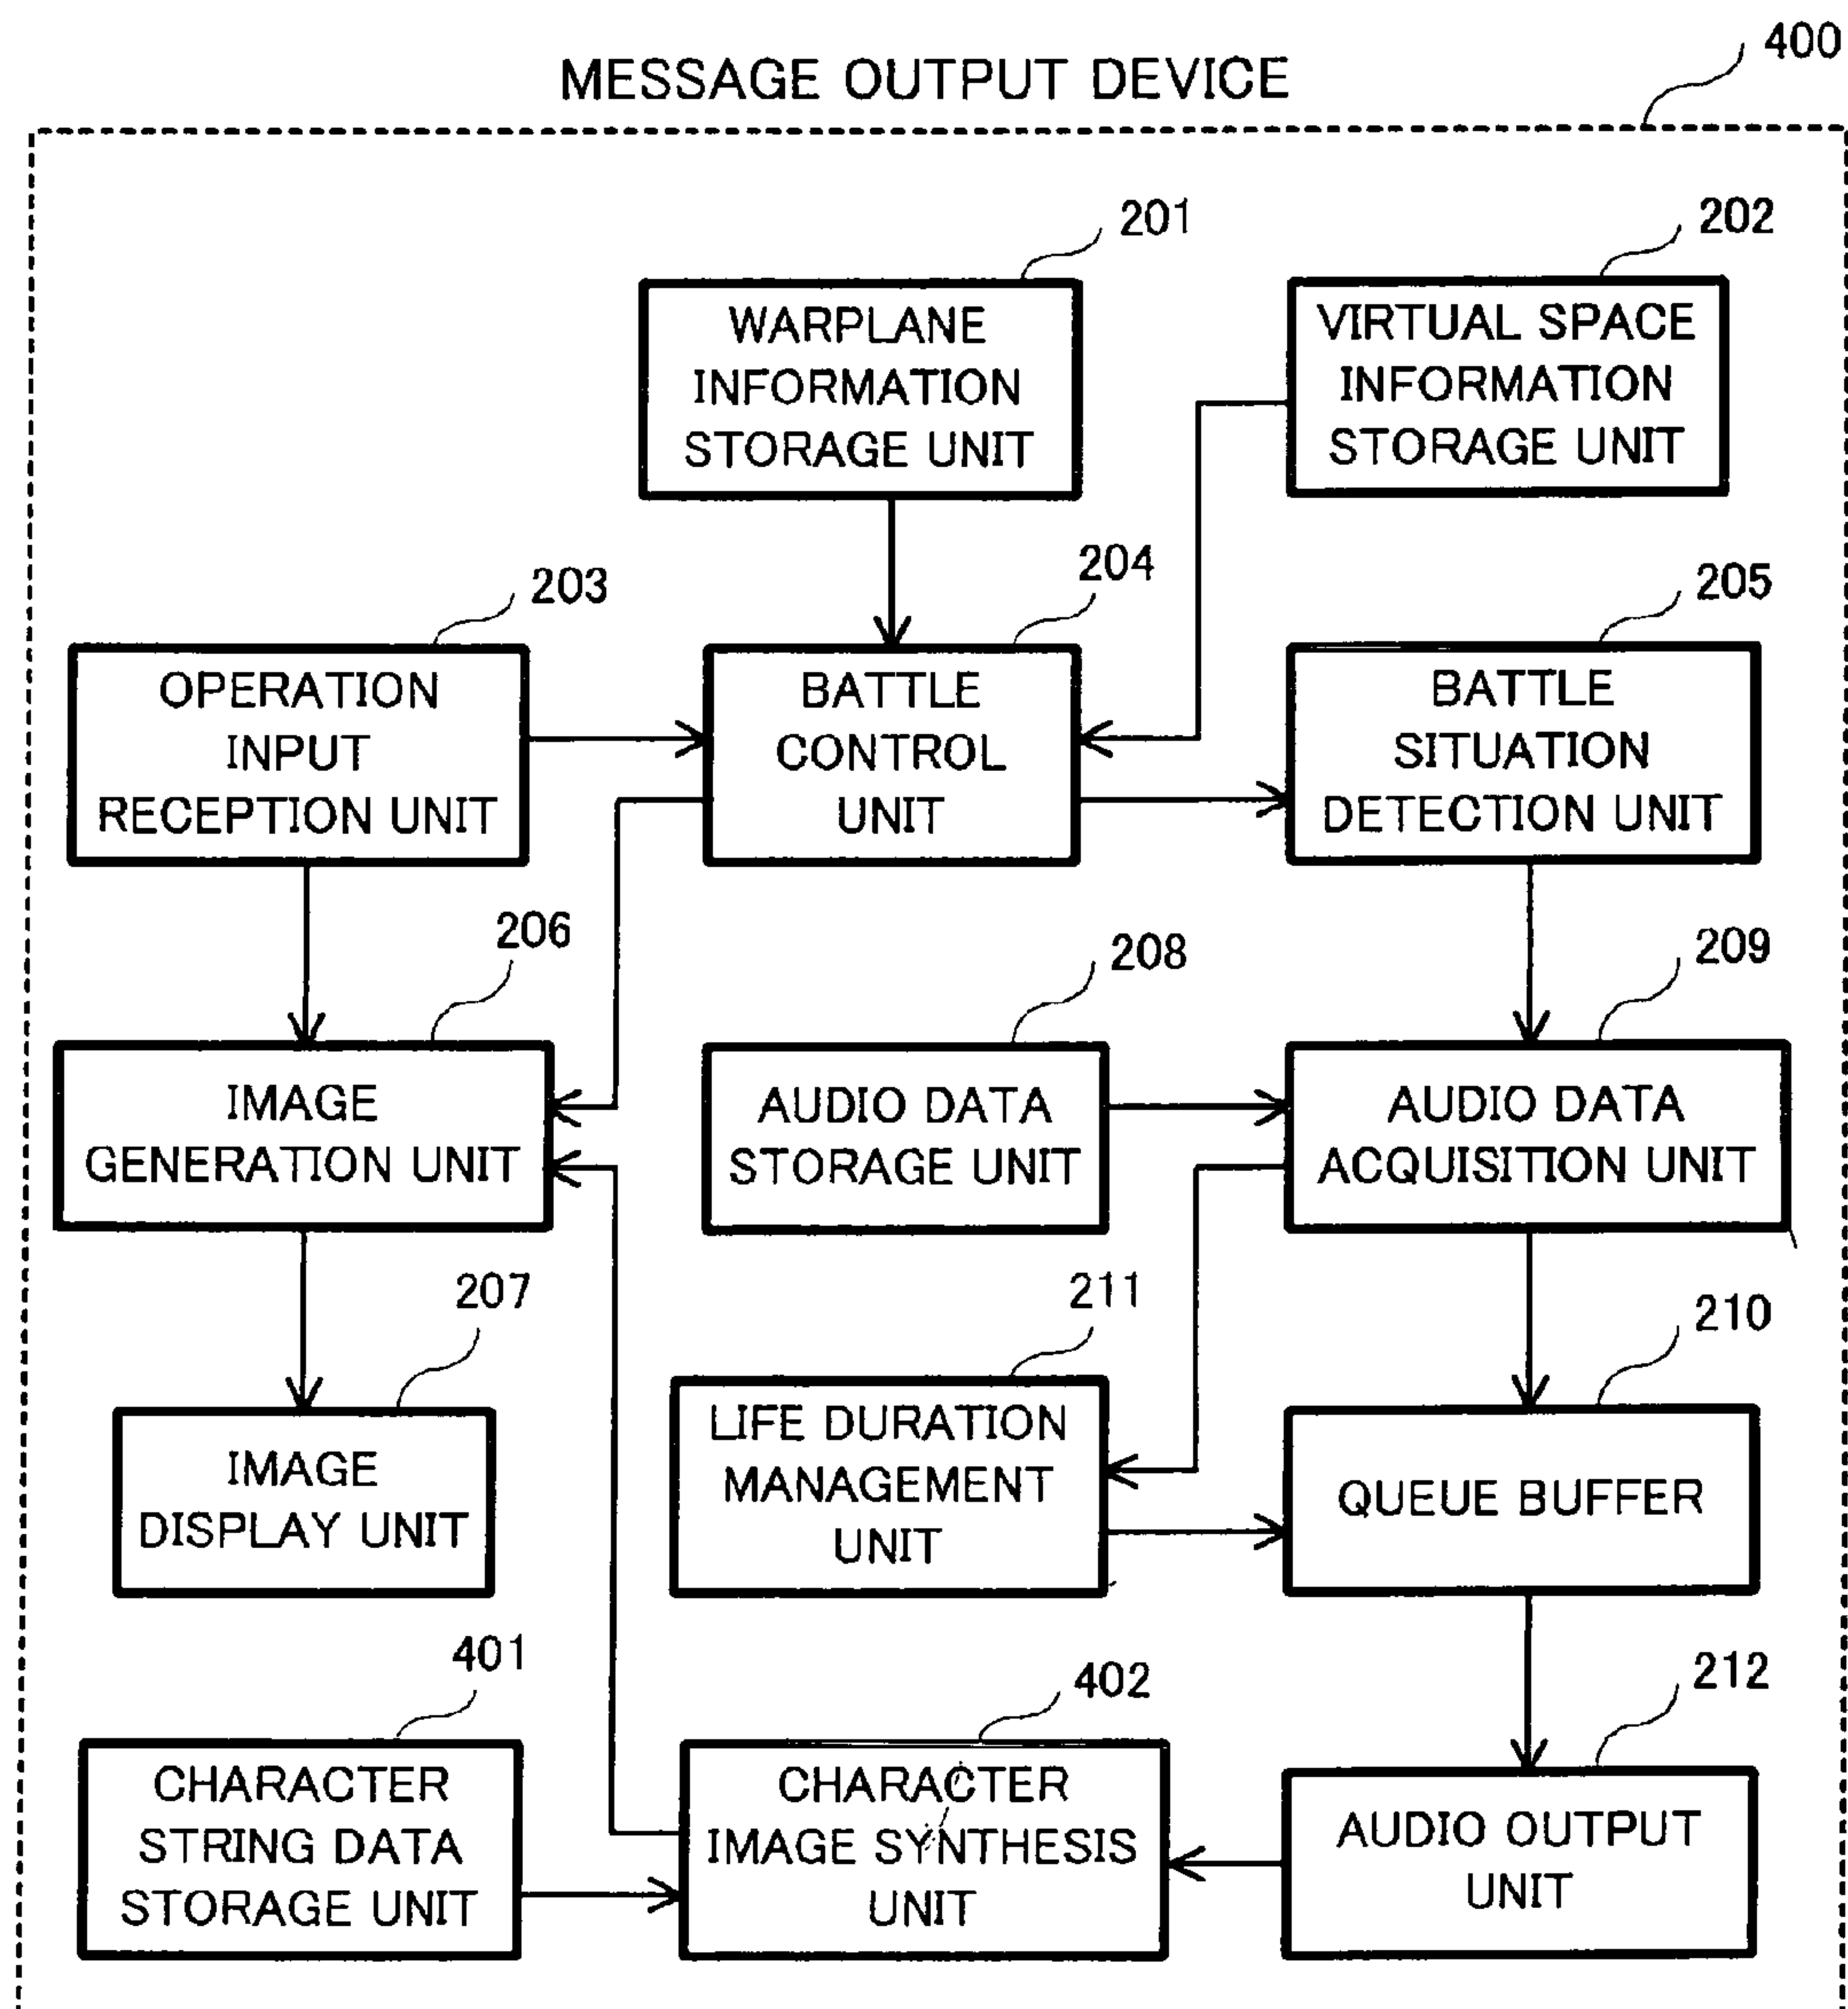 400
MESSAGE OUTPUT DEVICE
201
202
WARPLANE
INFORMATION
STORAGE UNIT
VIRTUAL SPACE
INFORMATION
STORAGE UNIT
203
204
205
OPERATION
INPUT
RECEPTION UNIT
BATTLE
CONTROL
UNIT
BATTLE
SITUATION
DETECTION UNIT
206
208
209
IMAGE
GENERATION UNIT
AUDIO DATA
STORAGE UNIT
AUDIO DATA
ACQUISITION UNIT
207
211
210
IMAGE
DISPLAY UNIT
LIFE DURATION
MANAGEMENT
UNIT
QUEUE BUFFER
401
402
212
CHARACTER
STRING DATA
STORAGE UNIT
CHARACTER
IMAGE SYNTHESIS
UNIT
AUDIO OUTPUT
UNIT